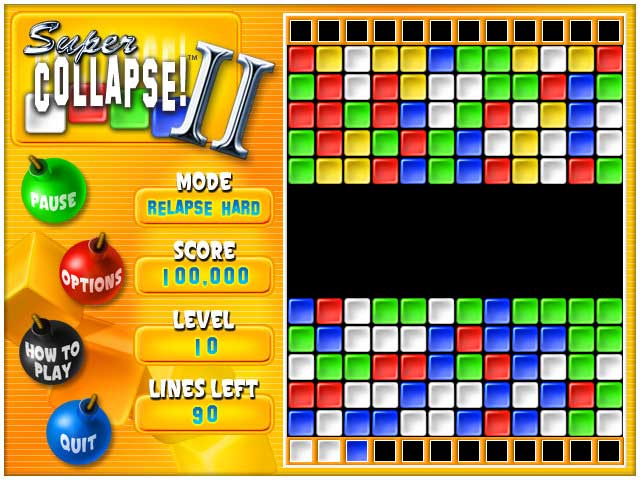 Super
COLLAPSE!™ II
PAUSE
OPTIONS
HOW TO
PLAY
QUIT
MODE
RELAPSE HARD
SCORE
100,000
LEVEL
10
LINES LEFT
90